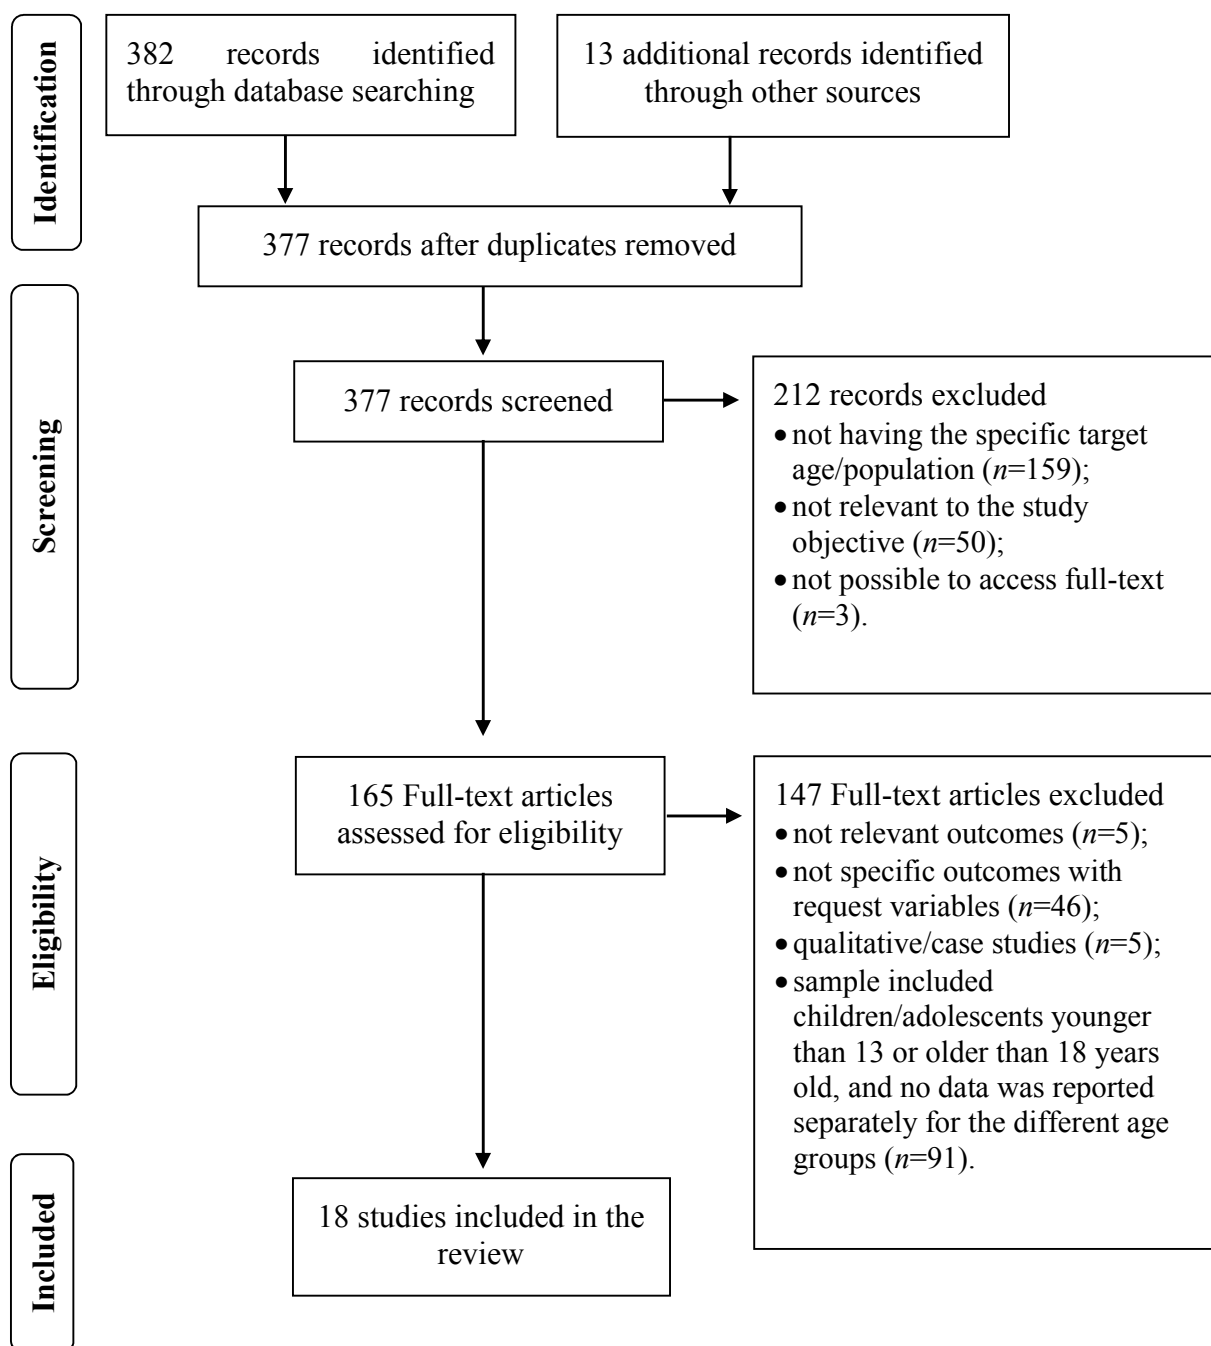 Identification
382 records identified
through database searching
13 additional records identified
through other sources
377 records after duplicates removed
Screening
377 records screened
212 records excluded
• not having the specific target
age/population (n=159);
• not relevant to the study
objective (n=50);
• not possible to access full-text
(n=3).
Eligibility
165 Full-text articles
assessed for eligibility
147 Full-text articles excluded
• not relevant outcomes (n=5);
• not specific outcomes with
request variables (n=46);
• qualitative/case studies (n=5);
• sample included
children/adolescents younger
than 13 or older than 18 years
old, and no data was reported
separately for the different age
groups (n=91).
Included
18 studies included in the
review